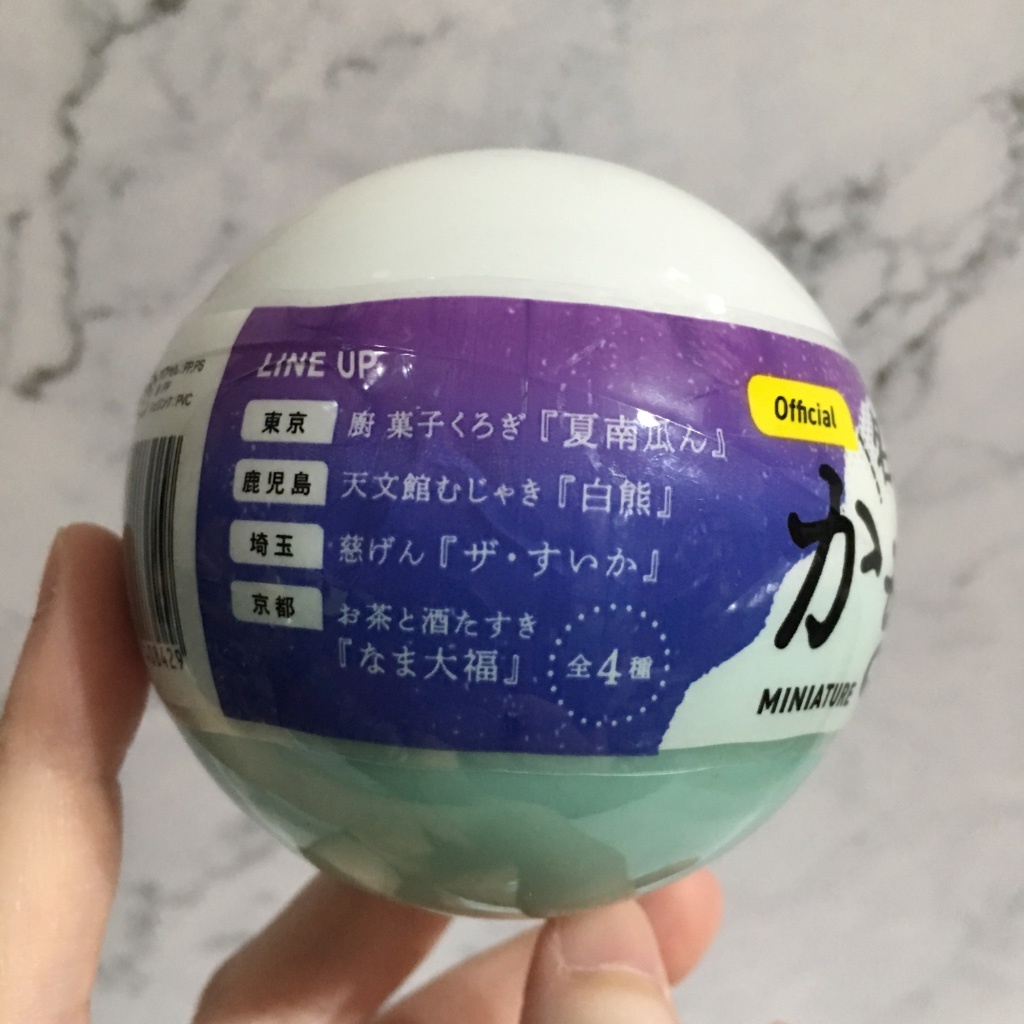 LINE UP
東京 厨 菓子くろぎ『夏南瓜ん』
鹿児島 天文館むじゃき『白熊』
埼玉 慈げん『ザ・すいか』
京都 お茶と酒たすき
『なま大福』
全4種
Official
か
MINIATURE